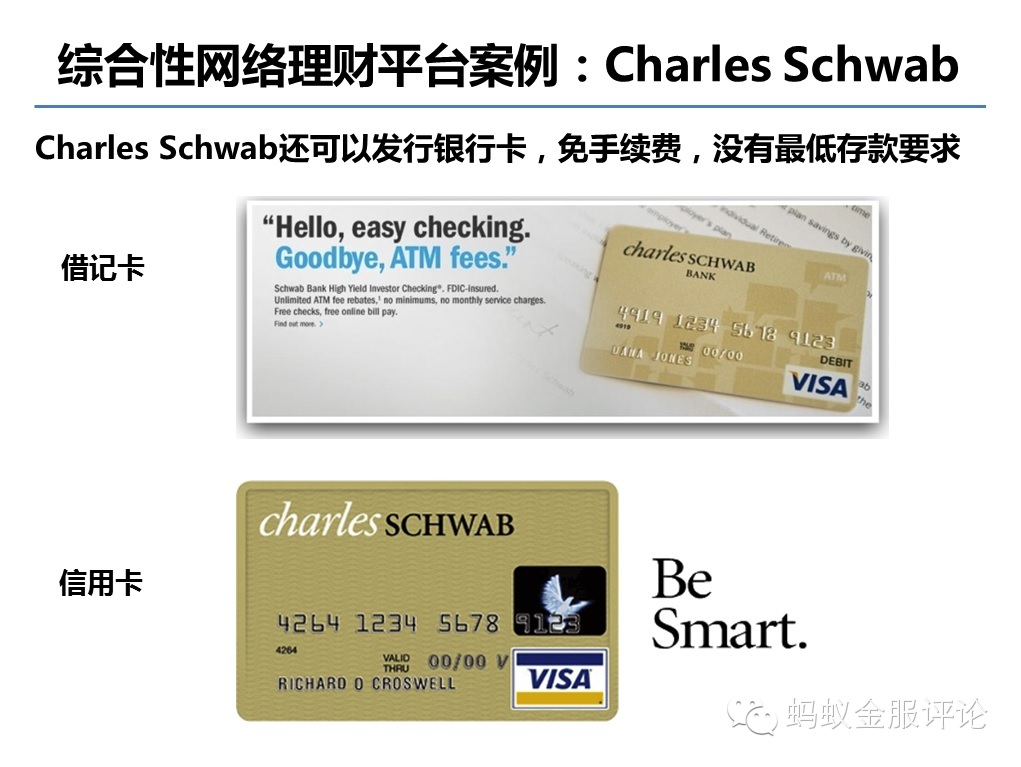 综合性网络理财平台案例：Charles Schwab
Charles Schwab还可以发行银行卡，免手续费，没有最低存款要求
借记卡
“Hello, easy checking.
Goodbye, ATM fees.”
Schwab Bank High Yield Investor Checking®. FDIC-insured.
Unlimited ATM fee rebates,¹ no minimums, no monthly service charges.
Free checks, free online bill pay.
Find out more. >
charles SCHWAB
BANK
ATM
4919 1234 5678 9123
4919
VALID
THRU
00/00
DANA JONES
DEBIT
VISA
信用卡
charles SCHWAB
4264 1234 5678 9123
4264
VALID
THRU
00/00 V
RICHARD O CROSWELL
VISA
Be
Smart.
蚂蚁金服评论